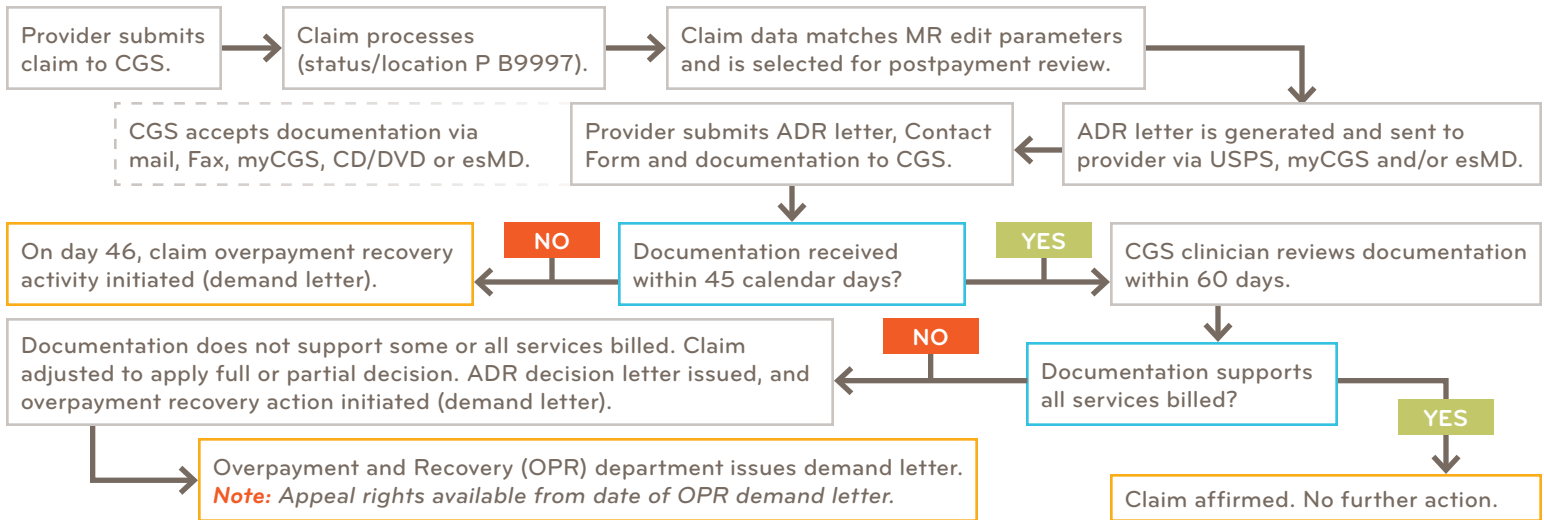 Provider submits
claim to CGS.
Claim processes
(status/location P B9997).
Claim data matches MR edit parameters
and is selected for postpayment review.
CGS accepts documentation via
mail, Fax, myCGS, CD/DVD or esMD.
Provider submits ADR letter, Contact
Form and documentation to CGS.
ADR letter is generated and sent to
provider via USPS, myCGS and/or esMD.
On day 46, claim overpayment recovery
activity initiated (demand letter).
NO
Documentation received
within 45 calendar days?
YES
CGS clinician reviews documentation
within 60 days.
Documentation does not support some or all services billed. Claim
adjusted to apply full or partial decision. ADR decision letter issued, and
overpayment recovery action initiated (demand letter).
NO
Documentation supports
all services billed?
YES
Overpayment and Recovery (OPR) department issues demand letter.
Note: Appeal rights available from date of OPR demand letter.
Claim affirmed. No further action.